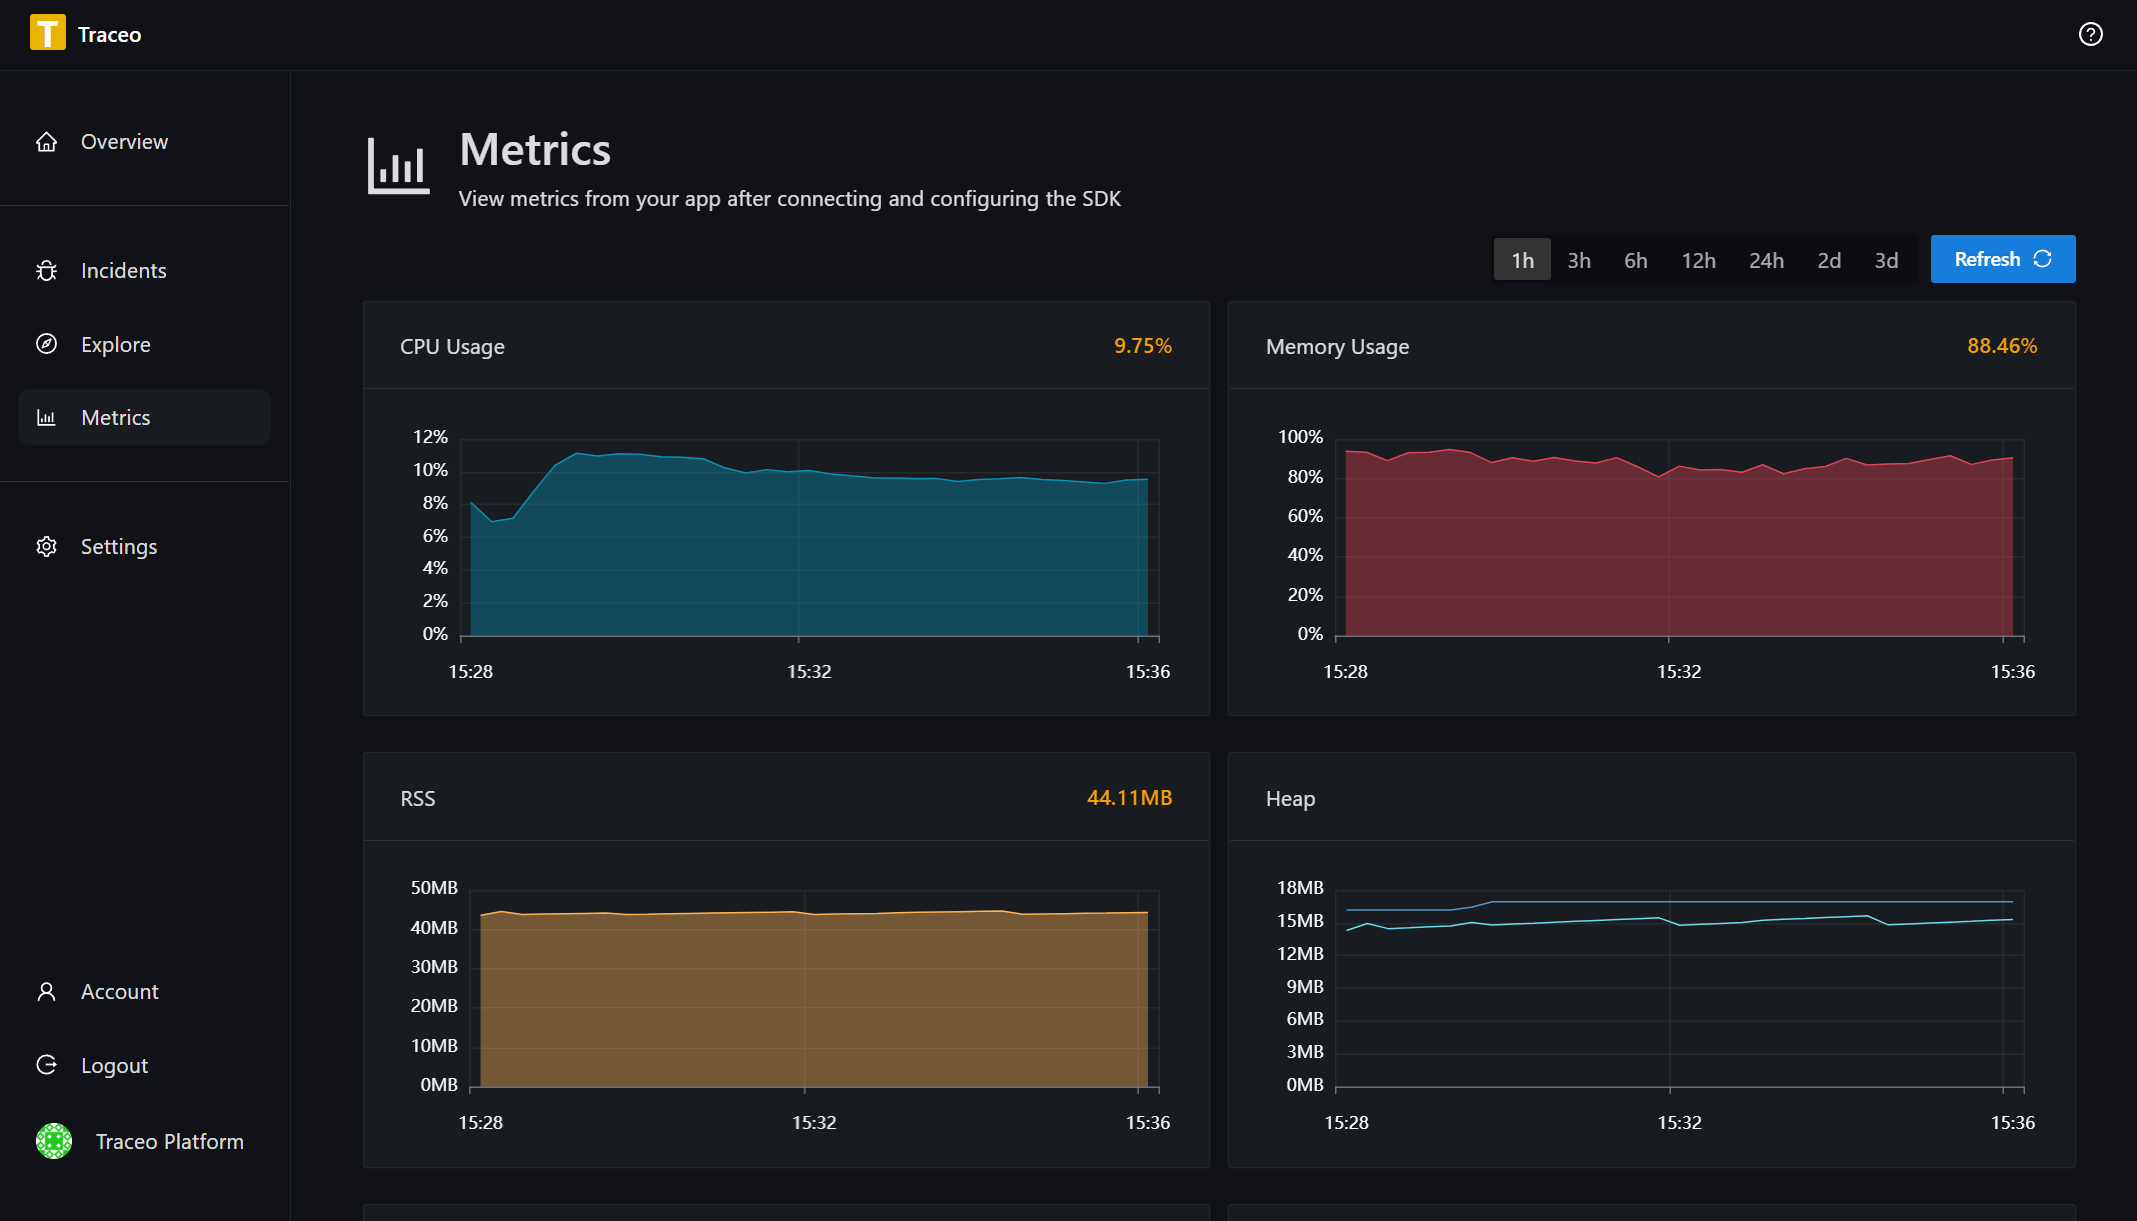 T Traceo
Overview
Incidents
Explore
Metrics
Settings
Account
Logout
Traceo Platform
Metrics
View metrics from your app after connecting and configuring the SDK
1h 3h 6h 12h 24h 2d 3d Refresh
CPU Usage 9.75%
12%
10%
8%
6%
4%
2%
0%
15:28 15:32 15:36
Memory Usage 88.46%
100%
80%
60%
40%
20%
0%
15:28 15:32 15:36
RSS 44.11MB
50MB
40MB
30MB
20MB
10MB
0MB
15:28 15:32 15:36
Heap
18MB
15MB
12MB
9MB
6MB
3MB
0MB
15:28 15:32 15:36